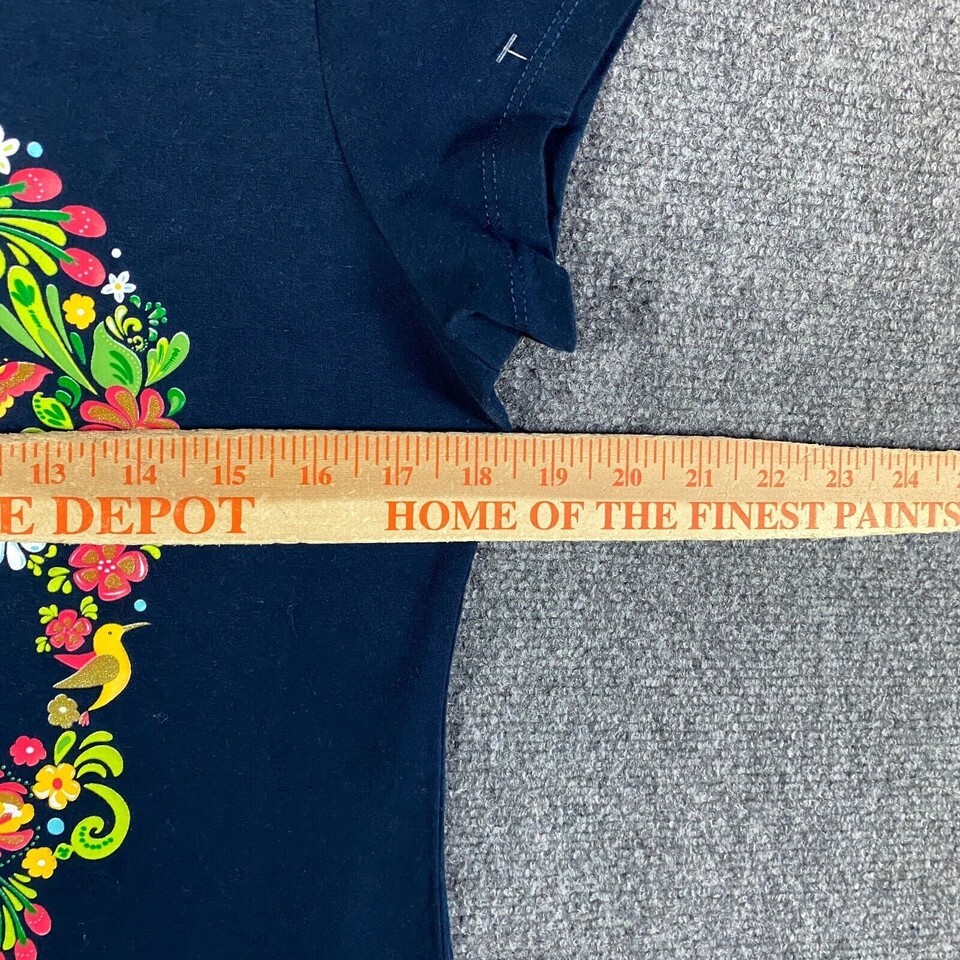 13 14 15 16 17 18 19 20 21 22 23 24
E DEPOT HOME OF THE FINEST PAINTS